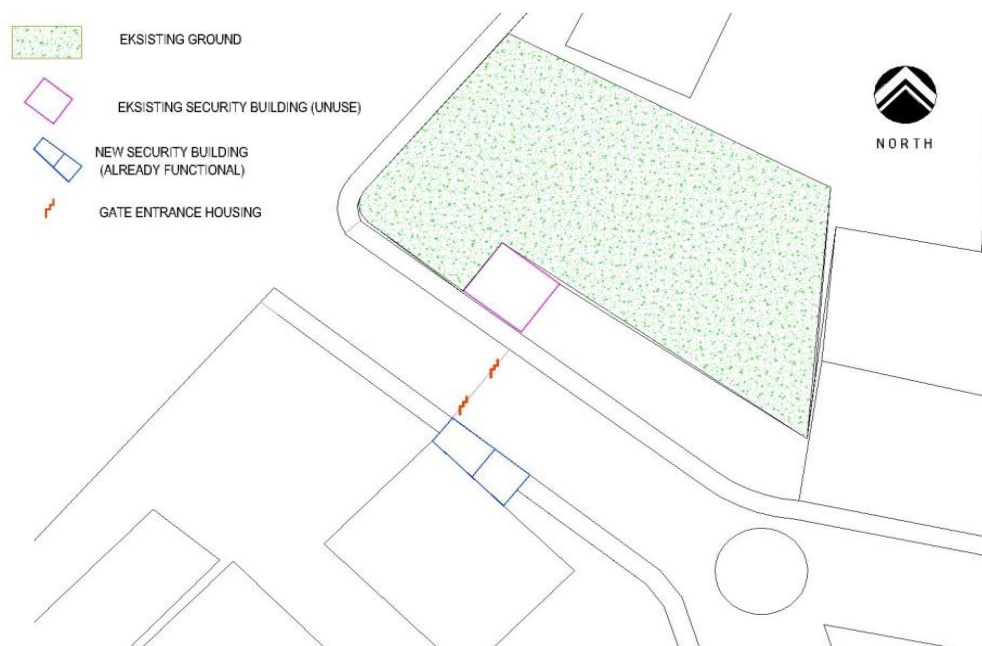 EKSISTING GROUND
EKSISTING SECURITY BUILDING (UNUSE)
NEW SECURITY BUILDING
(ALREADY FUNCTIONAL)
GATE ENTRANCE HOUSING
NORTH